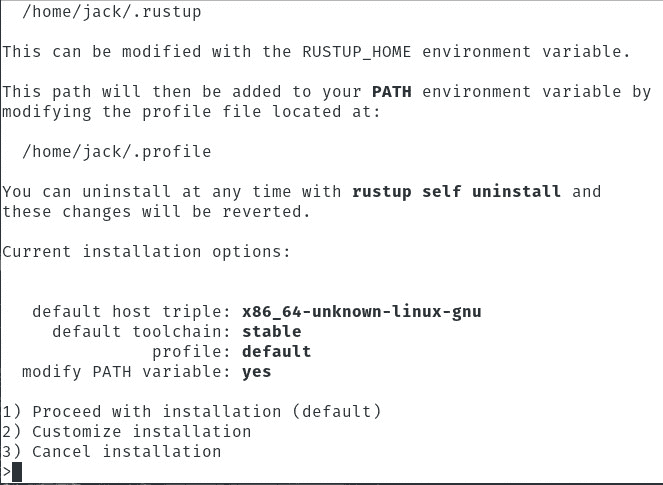 /home/jack/.rustup
This can be modified with the RUSTUP_HOME environment variable.
This path will then be added to your PATH environment variable by
modifying the profile file located at:
/home/jack/.profile
You can uninstall at any time with rustup self uninstall and
these changes will be reverted.
Current installation options:
default host triple: x86_64-unknown-linux-gnu
default toolchain: stable
profile: default
modify PATH variable: yes
1) Proceed with installation (default)
2) Customize installation
3) Cancel installation
>